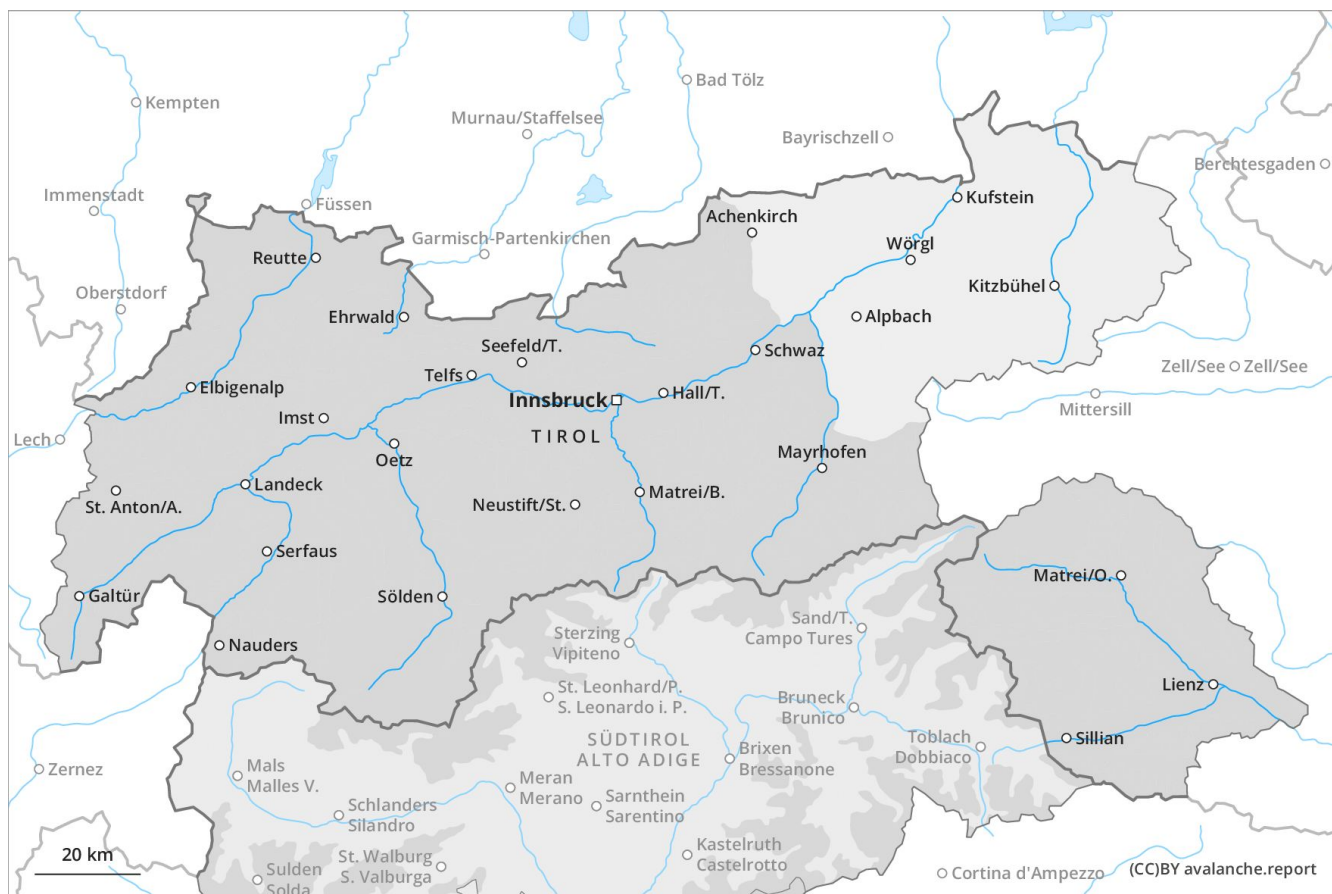 Kempten
Bad Tölz
Murnau/Staffelsee
Bayrischzell
Berchtesgaden
Immenstadt
Füssen
Kufstein
Achenkirch
Garmisch-Partenkirchen
Wörgl
Reutte
Kitzbühel
Oberstdorf
Ehrwald
Alpbach
Seefeld/T.
Schwaz
Telfs
Zell/See
Zell/See
Elbigenalp
Hall/T.
Innsbruck
Mittersill
Imst
TIROL
Lech
Oetz
Mayrhofen
Landeck
Matrei/B.
St. Anton/A.
Neustift/St.
Serfaus
Matrei/O.
Galtür
Sölden
Sand/T.
Campo Tures
Sterzing
Vipiteno
Nauders
Lienz
St. Leonhard/P.
S. Leonardo i. P.
Bruneck
Brunico
Toblach
Dobbiaco
Sillian
SÜDTIROL
ALTO ADIGE
Brixen
Bressanone
Zernez
Mals
Malles V.
Meran
Merano
Sarnthein
Sarentino
Schlanders
Silandro
Kastelruth
Castelrotto
20 km
St. Walburg
S. Valburga
Sulden
Solda
Cortina d'Ampezzo
(CC)BY avalanche.report